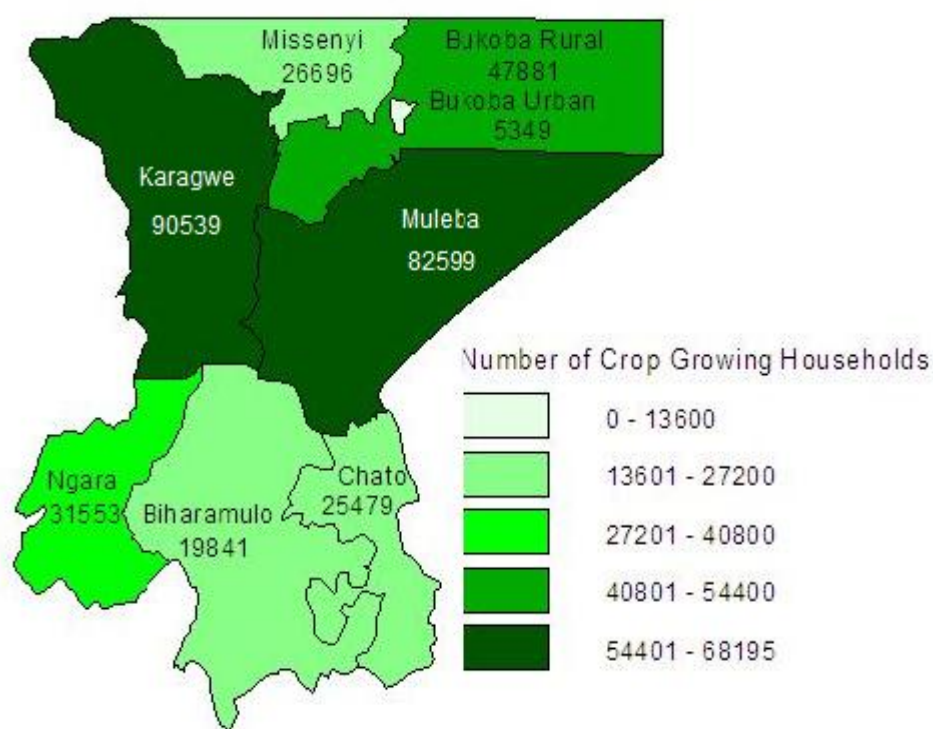 Missenyi
26696
Bukoba Rural
47881
Bukoba Urban
5349
Karagwe
90539
Muleba
82599
Number of Crop Growing Households
0 - 13600
13601 - 27200
27201 - 40800
40801 - 54400
54401 - 68195
Ngara
31553
Biharamulo
19841
Chato
25479